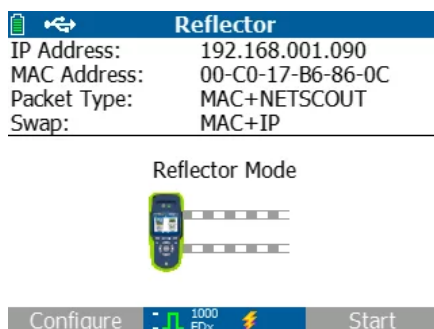 Reflector
IP Address: 192.168.001.090
MAC Address: 00-C0-17-B6-86-0C
Packet Type: MAC+NETSCOUT
Swap: MAC+IP
Reflector Mode
Configure 1000 Start
FDx